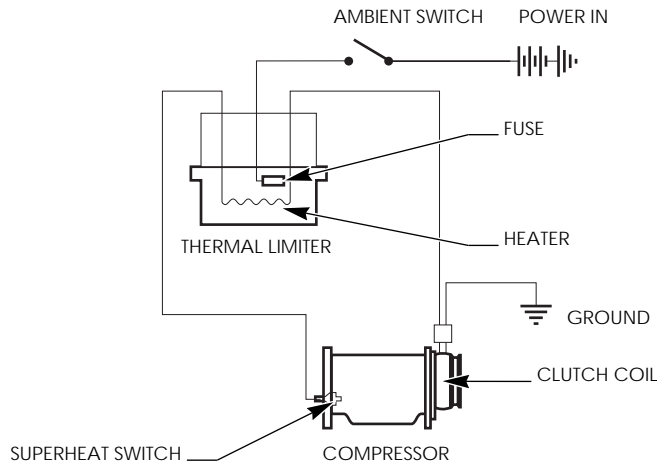 AMBIENT SWITCH
POWER IN
FUSE
THERMAL LIMITER
HEATER
GROUND
CLUTCH COIL
SUPERHEAT SWITCH
COMPRESSOR